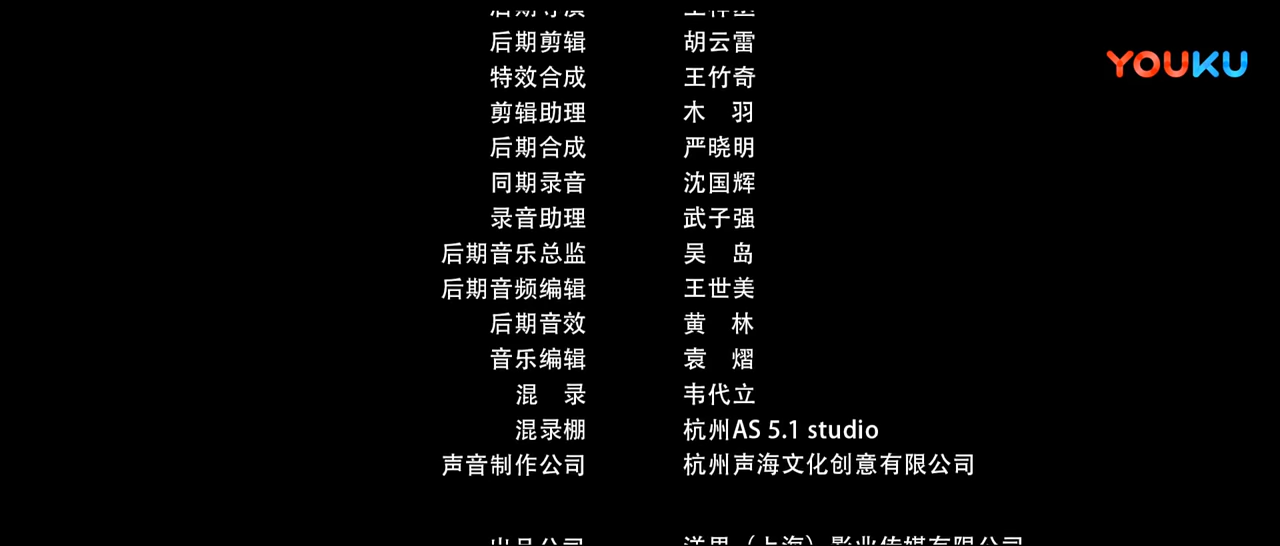 YOUKU
后期剪辑 胡云雷
特效合成 王竹奇
剪辑助理 木 羽
后期合成 严晓明
同期录音 沈国辉
录音助理 武子强
后期音乐总监 吴 岛
后期音频编辑 王世美
后期音效 黄 林
音乐编辑 袁 熠
混 录 韦代立
混录棚 杭州AS 5.1 studio
声音制作公司 杭州声海文化创意有限公司